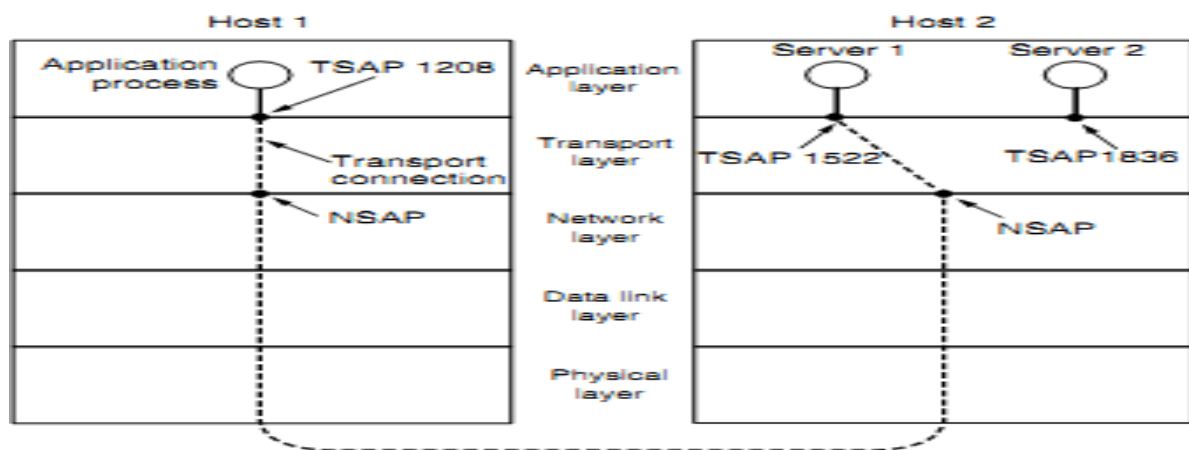 Host 1
Host 2
Application
process
TSAP 1208
Application
layer
Server 1
Server 2
Transport
connection
Transport
layer
TSAP 1522
TSAP1836
NSAP
Network
layer
NSAP
Data link
layer
Physical
layer